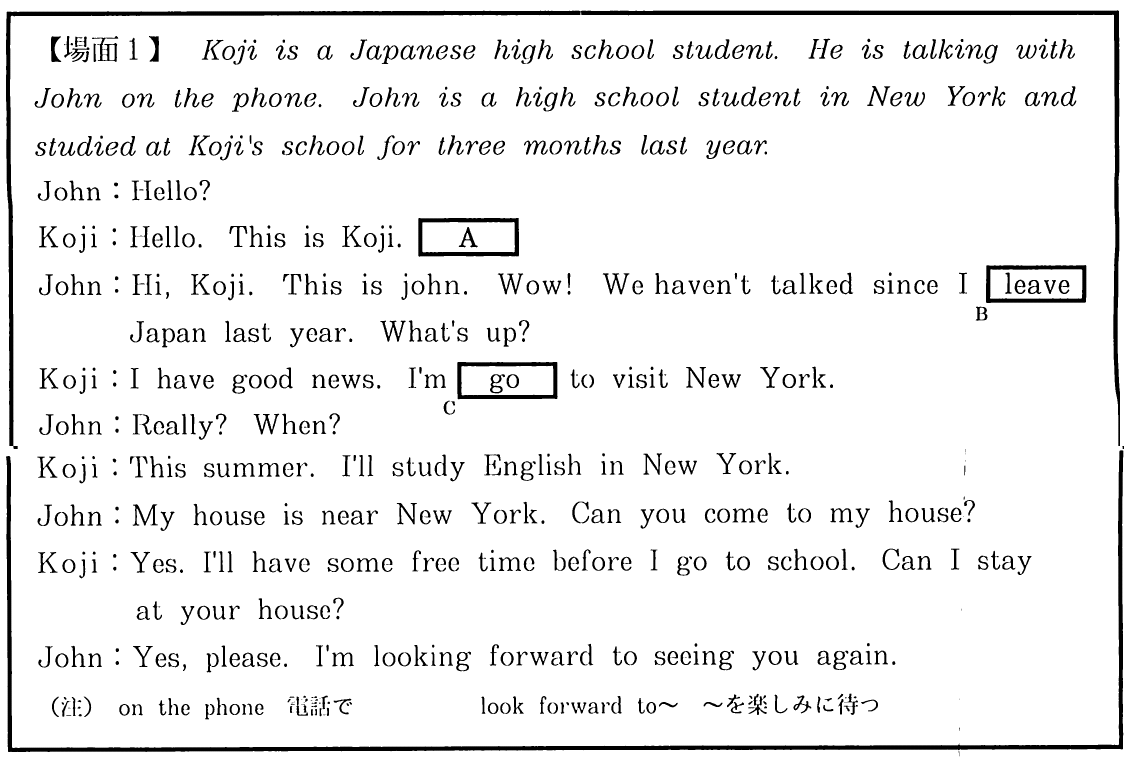 【場面1】 Koji is a Japanese high school student. He is talking with
John on the phone. John is a high school student in New York and
studied at Koji's school for three months last year.
John：Hello?
Koji：Hello. This is Koji. A
John：Hi, Koji. This is john. Wow! We haven't talked since I leave
B
Japan last year. What's up?
Koji：I have good news. I'm go to visit New York.
C
John：Really? When?
Koji：This summer. I'll study English in New York.
John：My house is near New York. Can you come to my house?
Koji：Yes. I'll have some free time before I go to school. Can I stay
at your house?
John：Yes, please. I'm looking forward to seeing you again.
（注） on the phone 電話で look forward to～ ～を楽しみに待つ